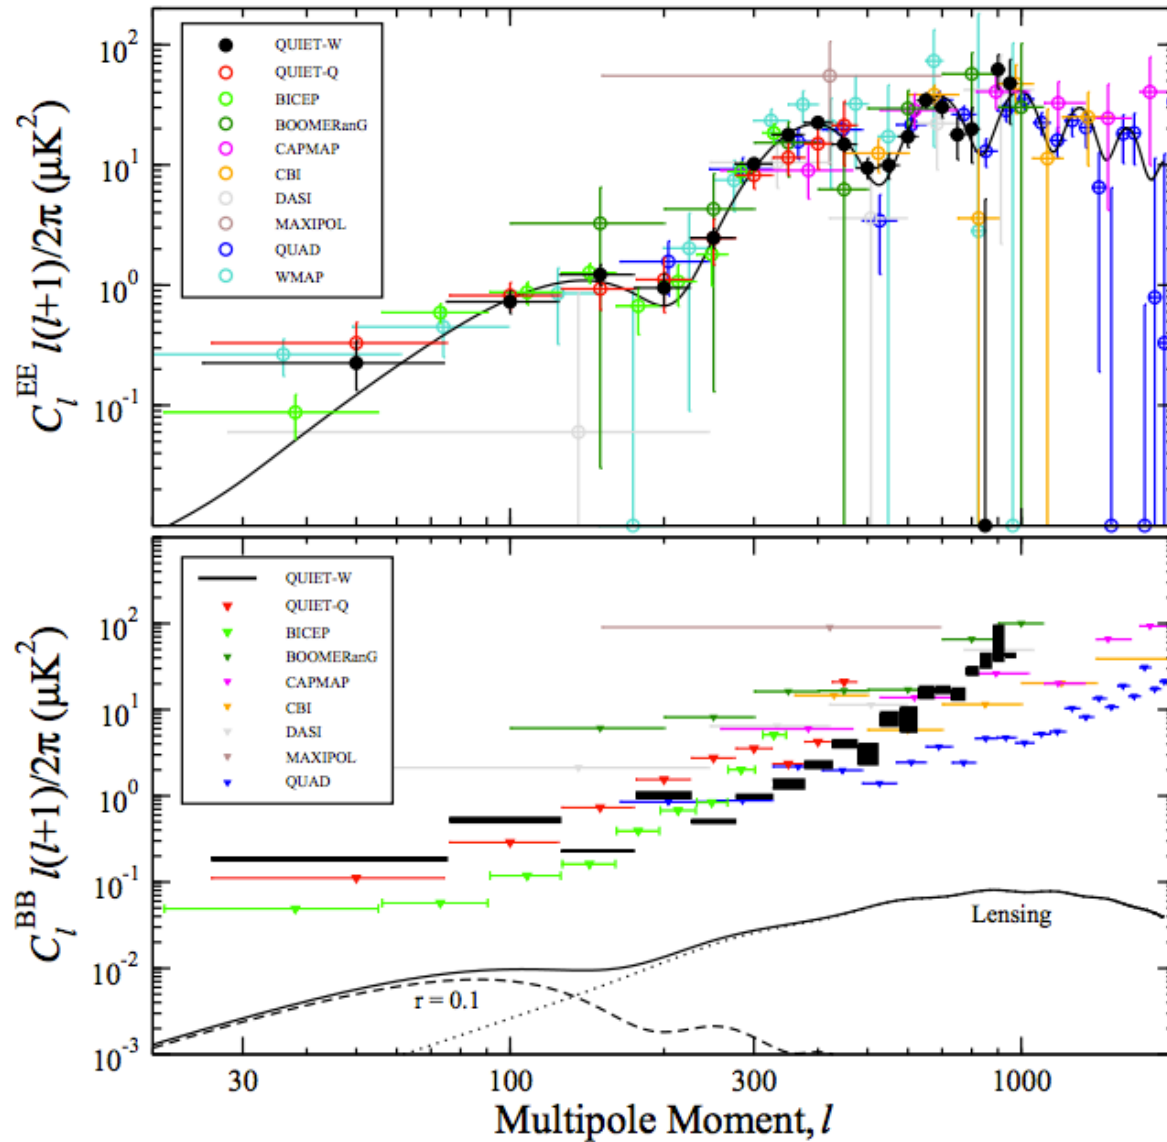 10²
10¹
10⁰
10⁻¹
C_l^EE l(l+1)/2π (μK²)
QUIET-W
QUIET-Q
BICEP
BOOMERanG
CAPMAP
CBI
DASI
MAXIPOL
QUAD
WMAP
10²
10¹
10⁰
10⁻¹
10⁻²
10⁻³
C_l^BB l(l+1)/2π (μK²)
QUIET-W
QUIET-Q
BICEP
BOOMERanG
CAPMAP
CBI
DASI
MAXIPOL
QUAD
Lensing
r = 0.1
30 100 300 1000
Multipole Moment, l